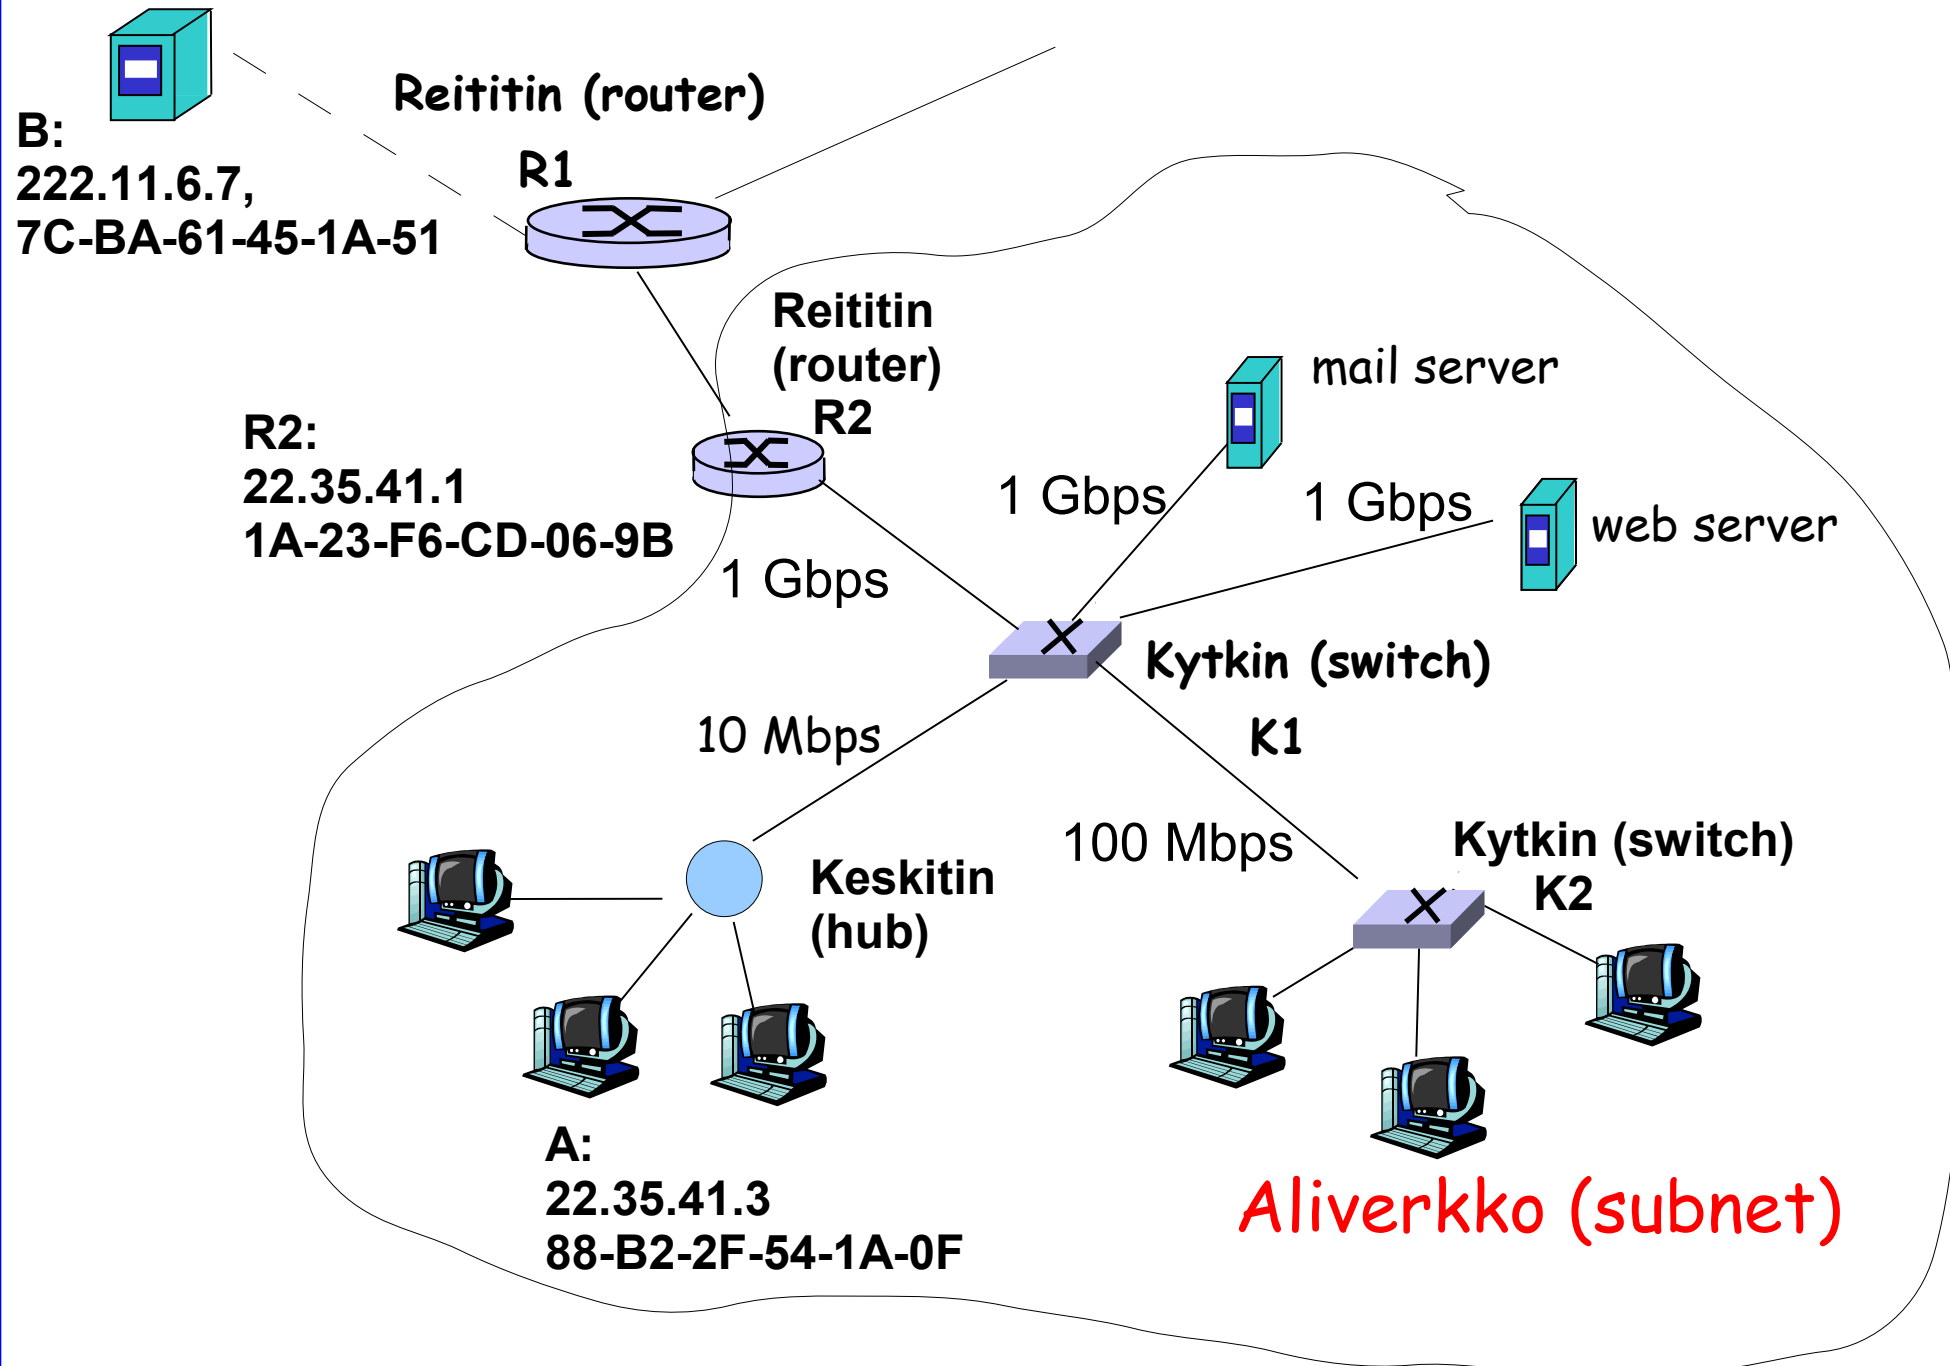 Reititin (router)
R1
B:
222.11.6.7,
7C-BA-61-45-1A-51
Reititin
(router)
R2
R2:
22.35.41.1
1A-23-F6-CD-06-9B
mail server
1 Gbps
1 Gbps
web server
1 Gbps
Kytkin (switch)
K1
10 Mbps
100 Mbps
Kytkin (switch)
K2
Keskitin
(hub)
A:
22.35.41.3
88-B2-2F-54-1A-0F
Aliverkko (subnet)